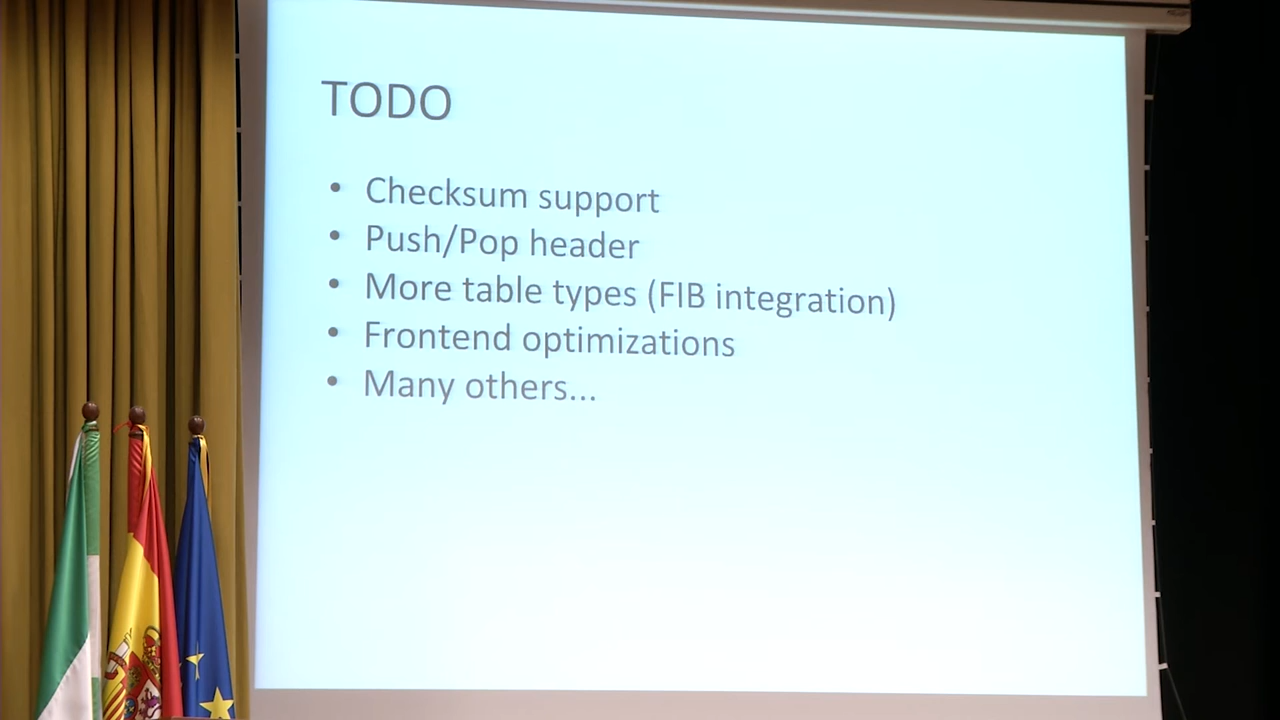 TODO
• Checksum support
• Push/Pop header
• More table types (FIB integration)
• Frontend optimizations
• Many others...